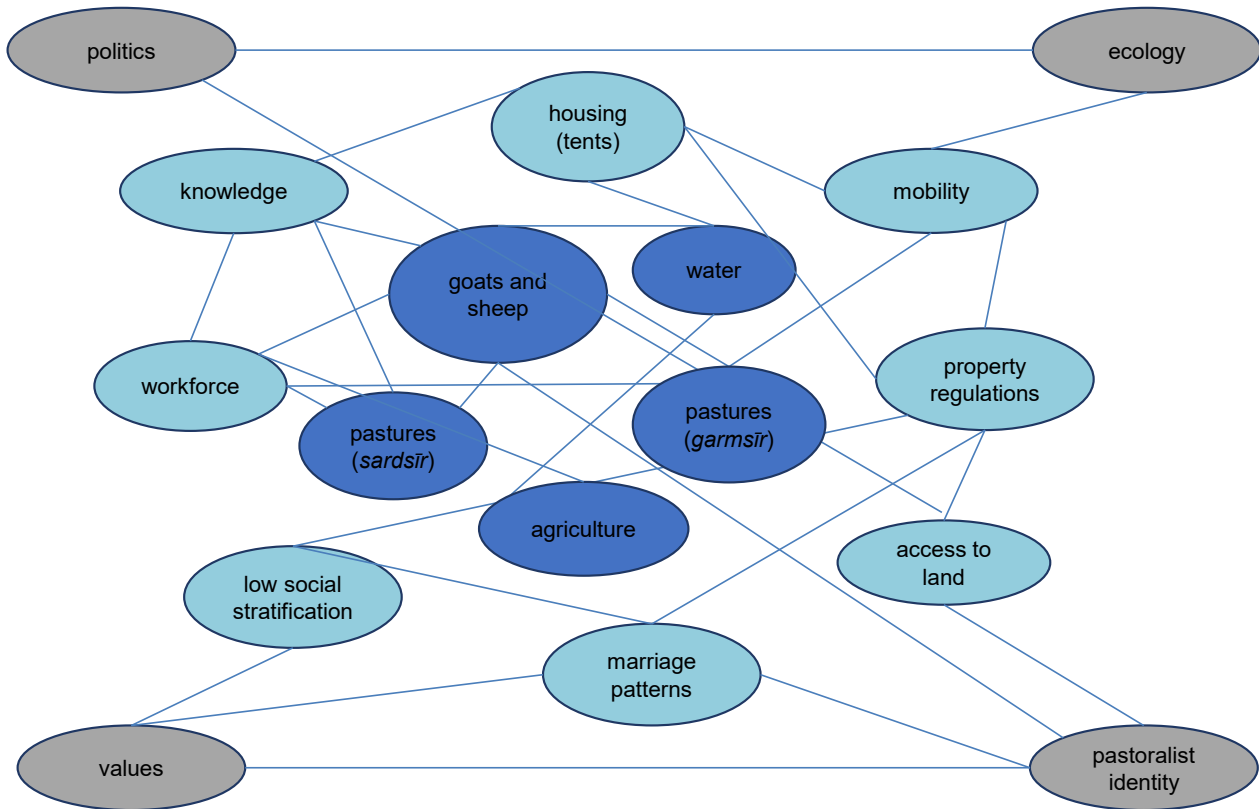 politics
ecology
housing
(tents)
knowledge
mobility
goats and
sheep
water
workforce
property
regulations
pastures
(sardsīr)
pastures
(garmsīr)
agriculture
access to
land
low social
stratification
marriage
patterns
values
pastoralist
identity